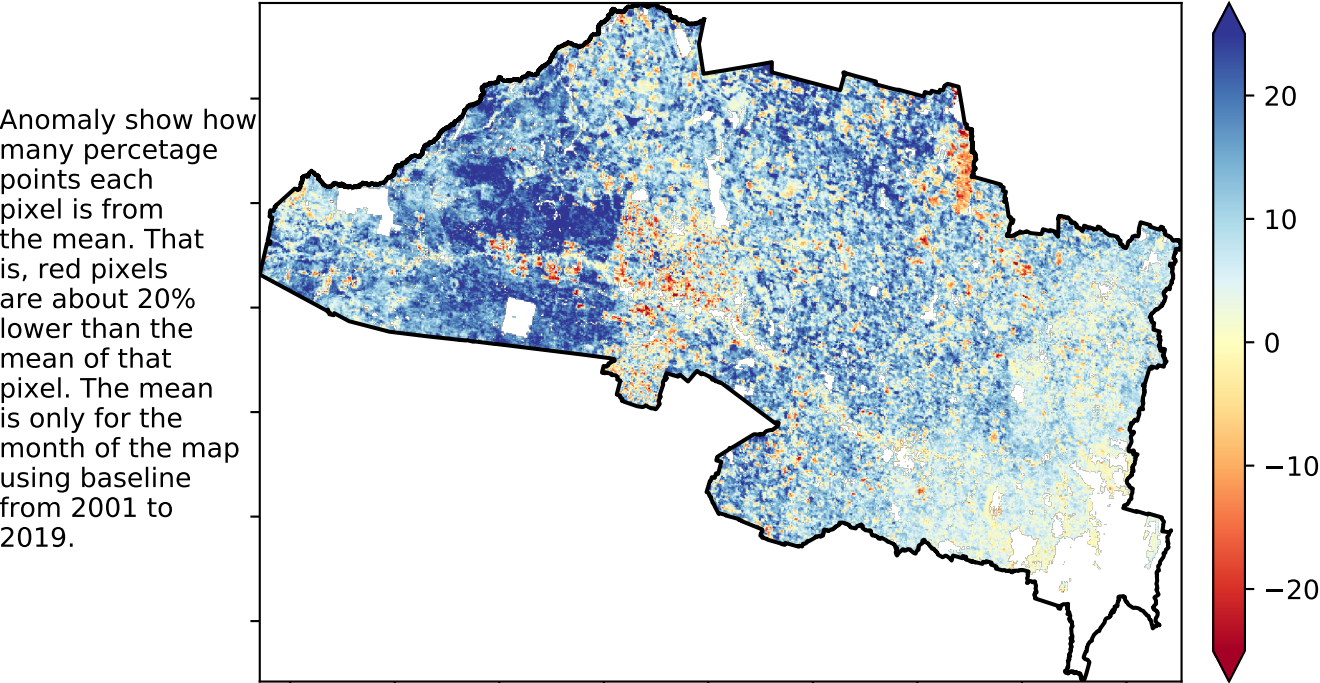 Anomaly show how
many percetage
points each
pixel is from
the mean. That
is, red pixels
are about 20%
lower than the
mean of that
pixel. The mean
is only for the
month of the map
using baseline
from 2001 to
2019.
20
10
0
−10
−20